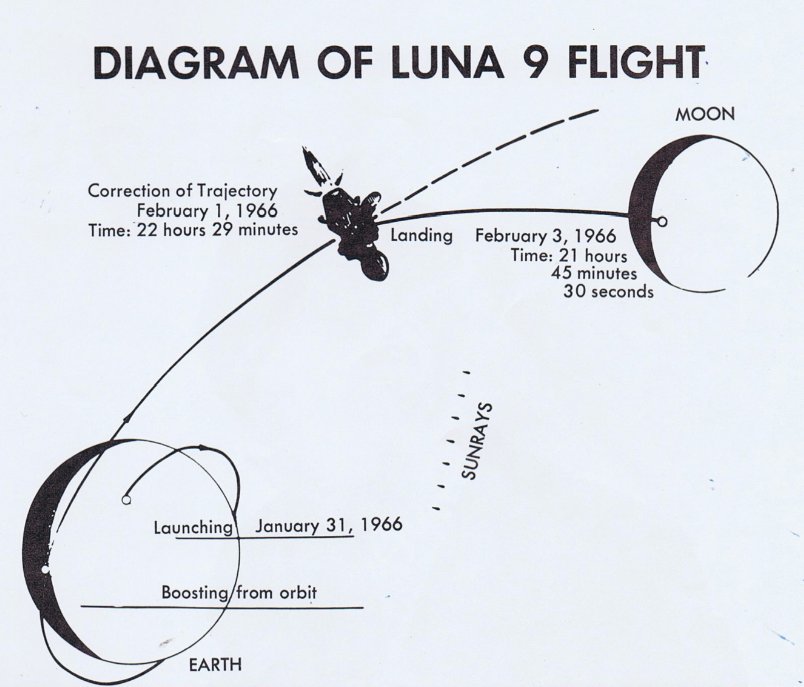 DIAGRAM OF LUNA 9 FLIGHT
MOON
Correction of Trajectory
February 1, 1966
Time: 22 hours 29 minutes
Landing February 3, 1966
Time: 21 hours
45 minutes
30 seconds
SUNRAYS
Launching January 31, 1966
Boosting from orbit
EARTH